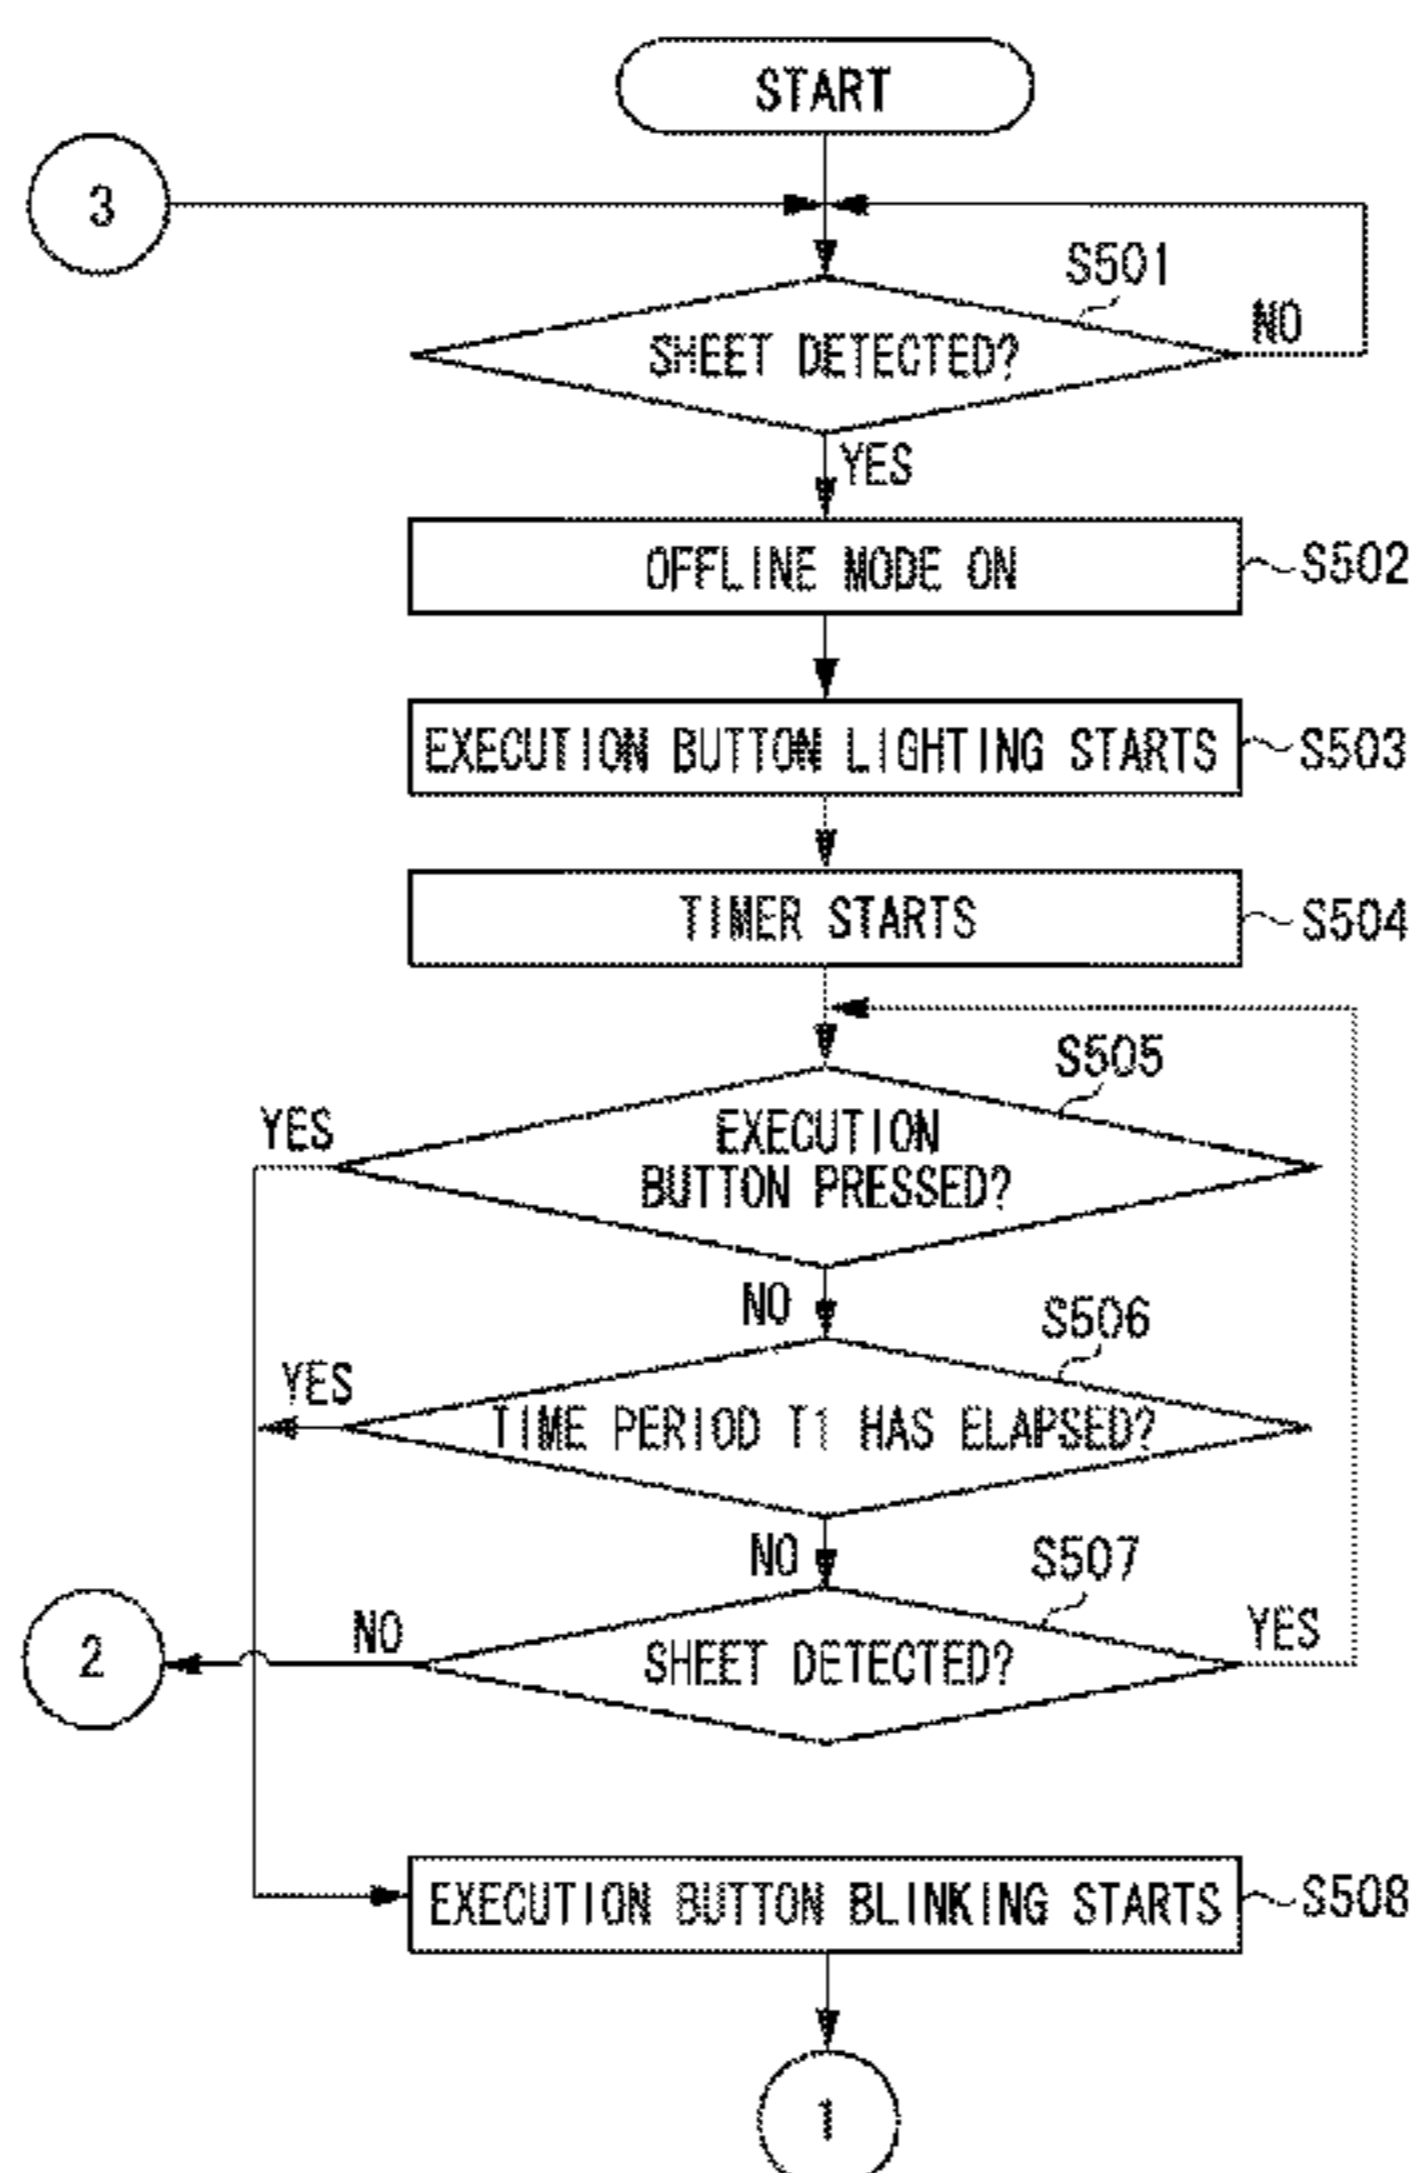 START
3
S501
SHEET DETECTED?
NO
YES
OFFLINE MODE ON
S502
EXECUTION BUTTON LIGHTING STARTS
S503
TIMER STARTS
S504
S505
YES
EXECUTION
BUTTON PRESSED?
NO
S506
YES
TIME PERIOD T1 HAS ELAPSED?
NO
S507
2
NO
SHEET DETECTED?
YES
EXECUTION BUTTON BLINKING STARTS
S508
1